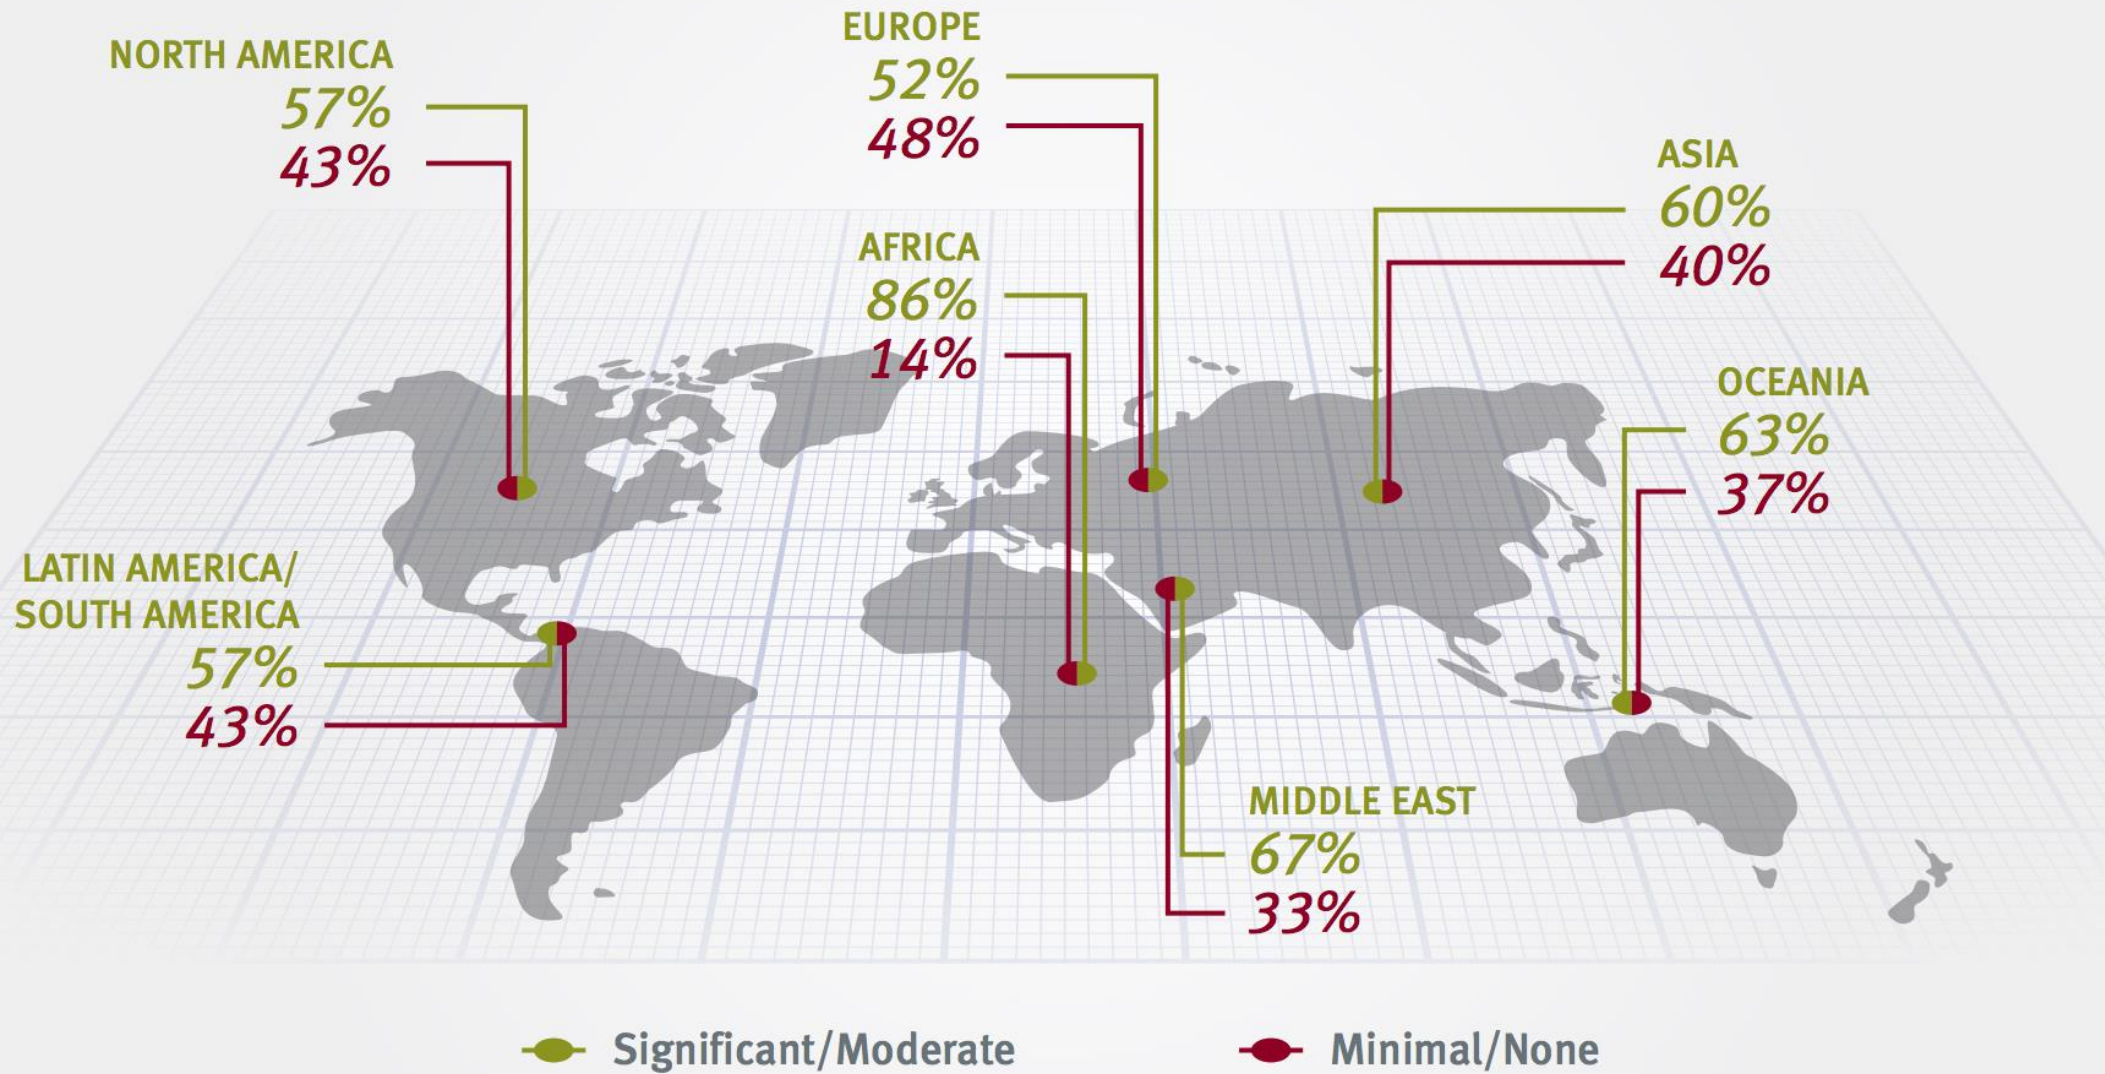 NORTH AMERICA
57%
43%
EUROPE
52%
48%
ASIA
60%
40%
AFRICA
86%
14%
OCEANIA
63%
37%
LATIN AMERICA/
SOUTH AMERICA
57%
43%
MIDDLE EAST
67%
33%
Significant/Moderate
Minimal/None